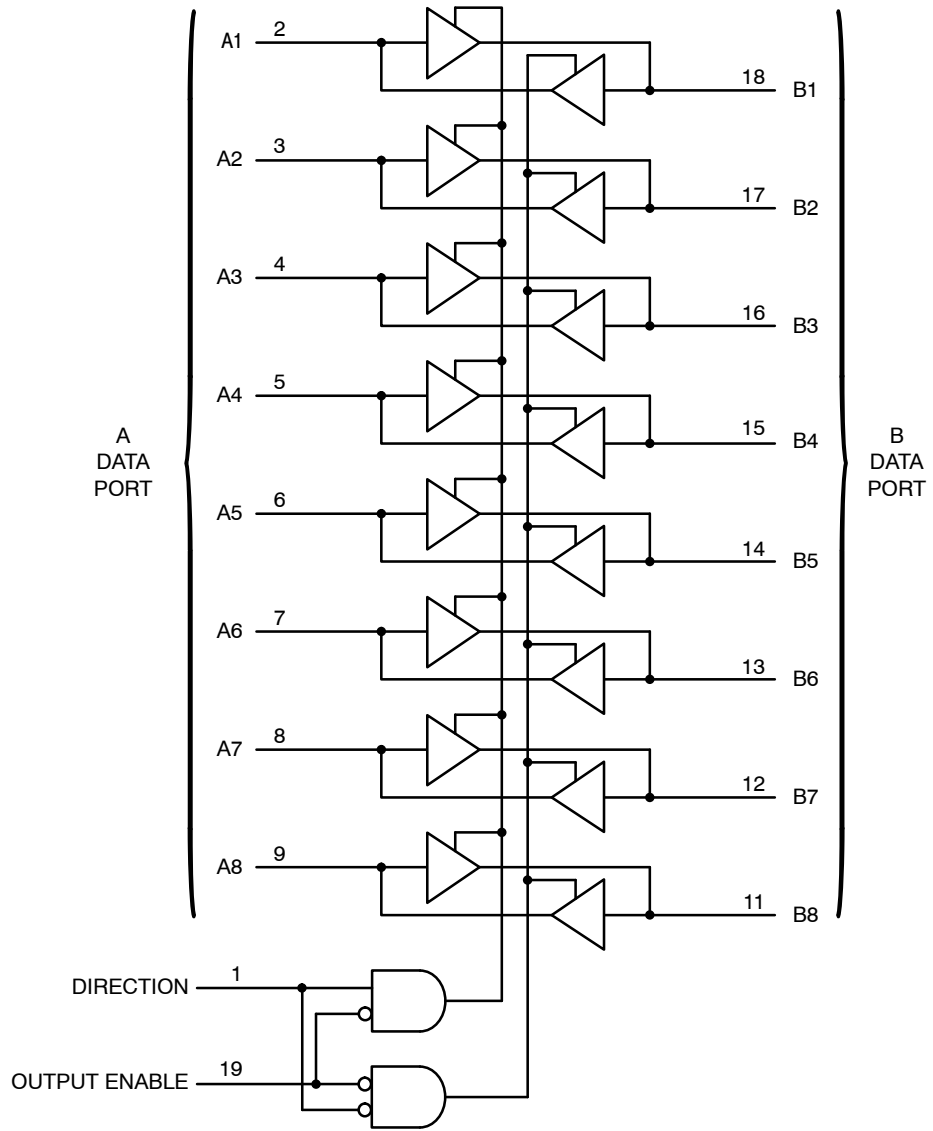 A1 2
18 B1
A2 3
17 B2
A3 4
16 B3
A4 5
15 B4
A
DATA
PORT
B
DATA
PORT
A5 6
14 B5
A6 7
13 B6
A7 8
12 B7
A8 9
11 B8
DIRECTION 1
OUTPUT ENABLE 19